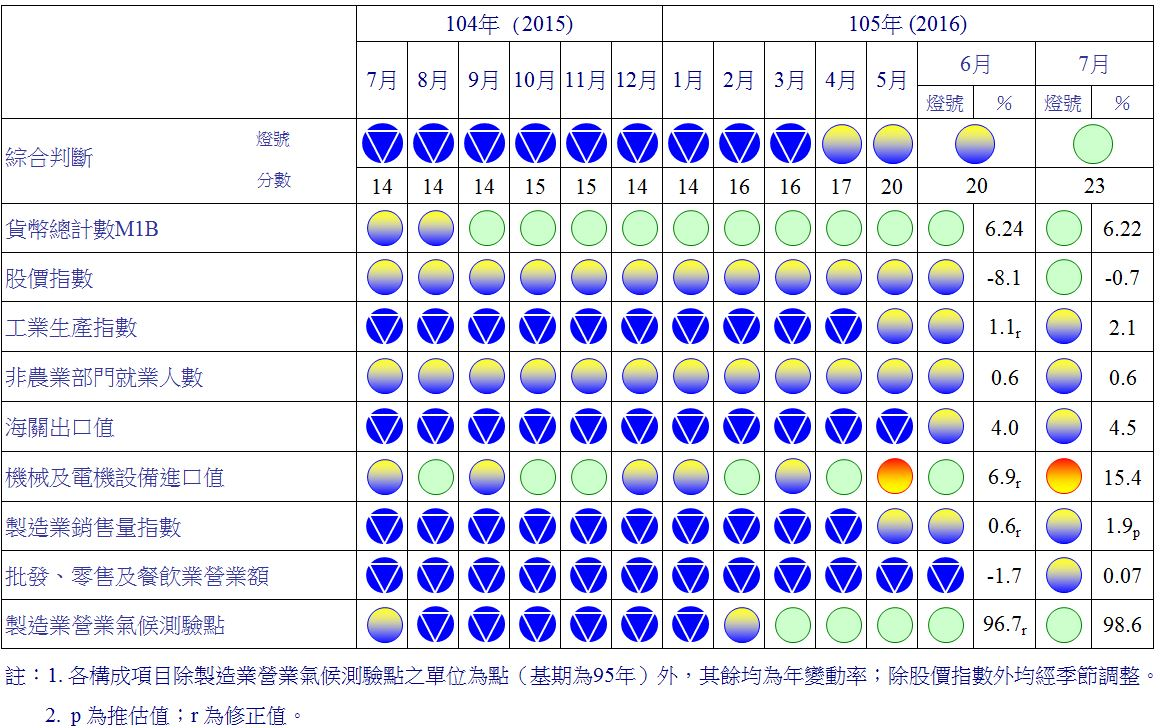 104年 (2015) 105年 (2016)
7月 8月 9月 10月 11月 12月 1月 2月 3月 4月 5月 6月 7月
燈號 % 燈號 %
綜合判斷 燈號
分數 14 14 14 15 15 14 14 16 16 17 20 20 23
貨幣總計數M1B 6.24 6.22
股價指數 -8.1 -0.7
工業生產指數 1.1r 2.1
非農業部門就業人數 0.6 0.6
海關出口值 4.0 4.5
機械及電機設備進口值 6.9r 15.4
製造業銷售量指數 0.6r 1.9p
批發、零售及餐飲業營業額 -1.7 0.07
製造業營業氣候測驗點 96.7r 98.6
註：1. 各構成項目除製造業營業氣候測驗點之單位為點（基期為95年）外，其餘均為年變動率；除股價指數外均經季節調整。
2. p 為推估值；r 為修正值。